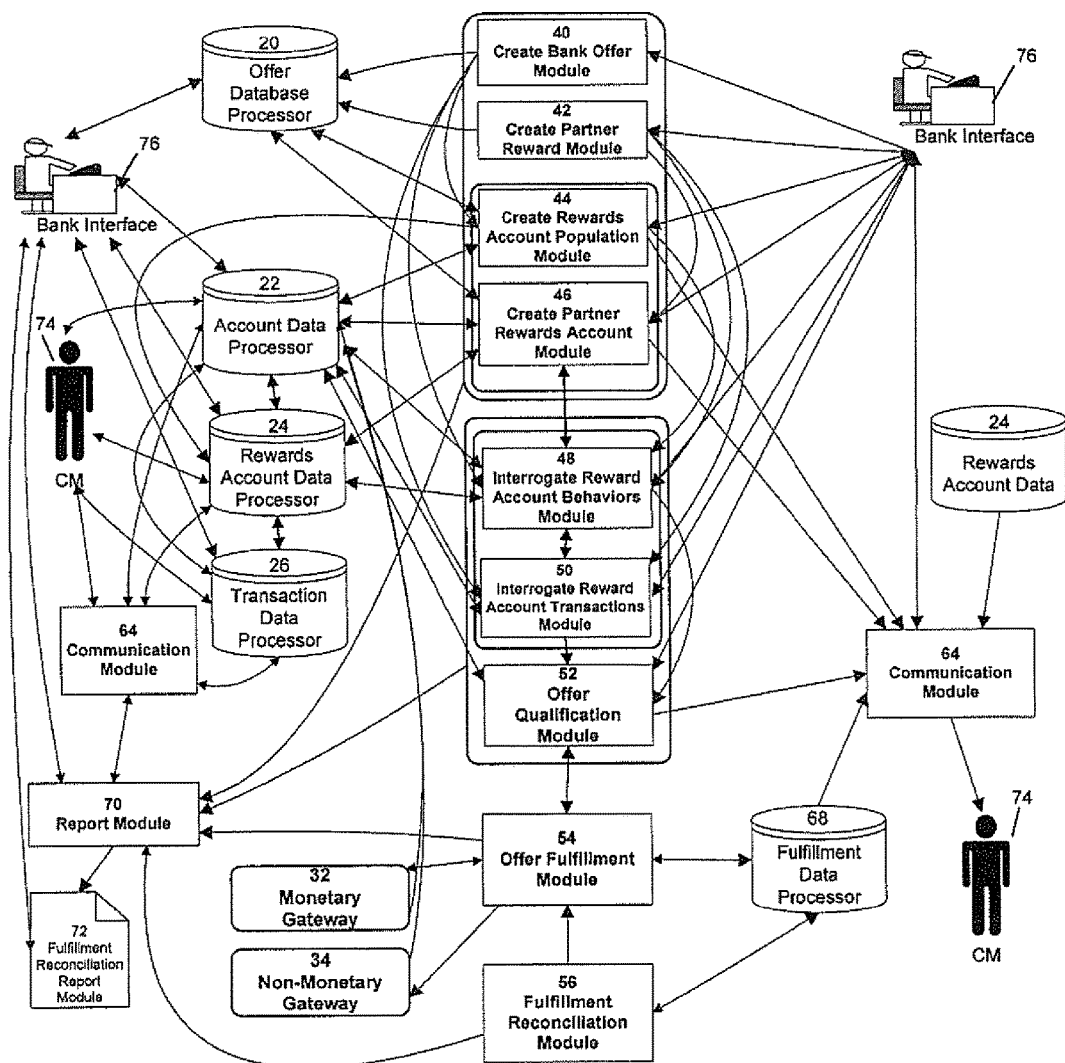 20
Offer
Database
Processor
40
Create Bank Offer
Module
76
Bank Interface
42
Create Partner
Reward Module
76
Bank Interface
44
Create Rewards
Account Population
Module
22
Account Data
Processor
46
Create Partner
Rewards Account
Module
74
CM
24
Rewards
Account Data
Processor
48
Interrogate Reward
Account Behaviors
Module
24
Rewards
Account Data
26
Transaction
Data
Processor
50
Interrogate Reward
Account Transactions
Module
64
Communication
Module
52
Offer
Qualification
Module
64
Communication
Module
70
Report Module
54
Offer Fulfillment
Module
68
Fulfillment
Data
Processor
74
CM
32
Monetary
Gateway
72
Fulfillment
Reconciliation
Report
Module
34
Non-Monetary
Gateway
56
Fulfillment
Reconciliation
Module